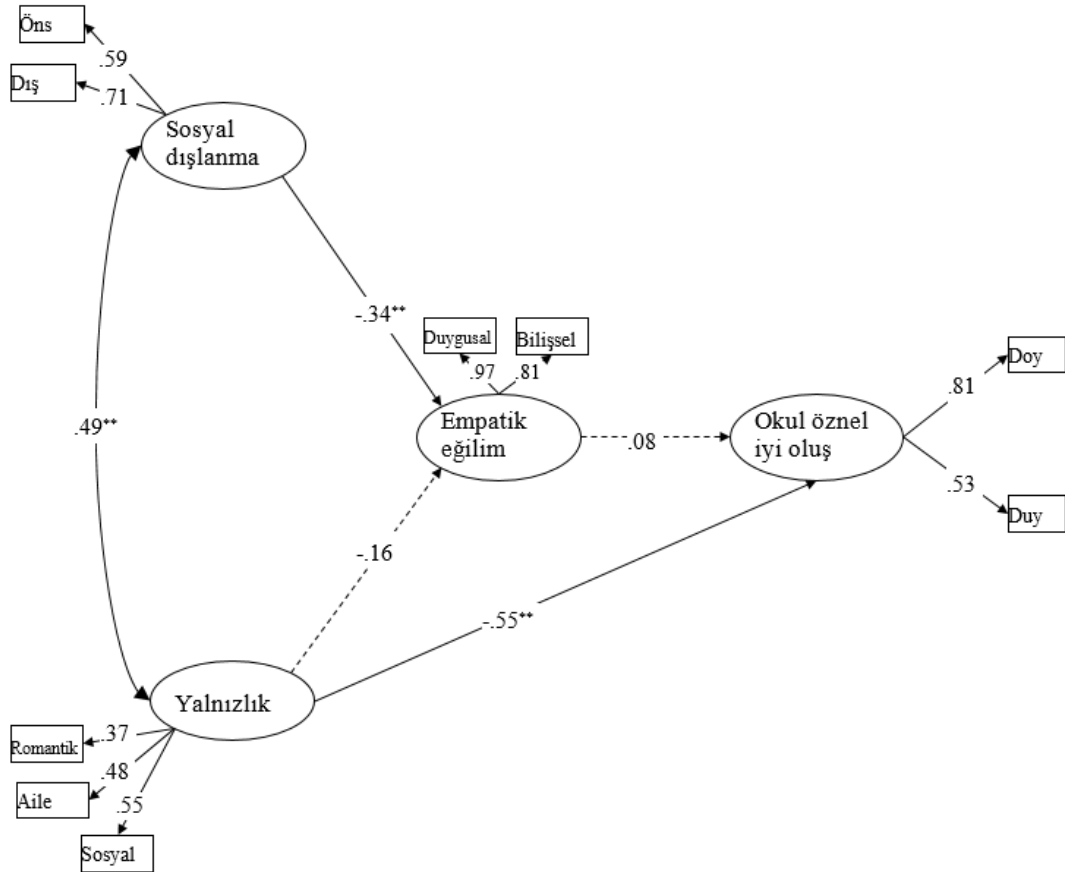 Öns
.59
Dış
.71
Sosyal
dışlanma
-.34**
Duygusal
Bilişsel
.97
.81
Doy
.81
.49**
Empatik
eğilim
.08
Okul öznel
iyi oluş
.53
Duy
-.16
-.55**
Yalnızlık
Romantik
.37
.48
Aile
.55
Sosyal